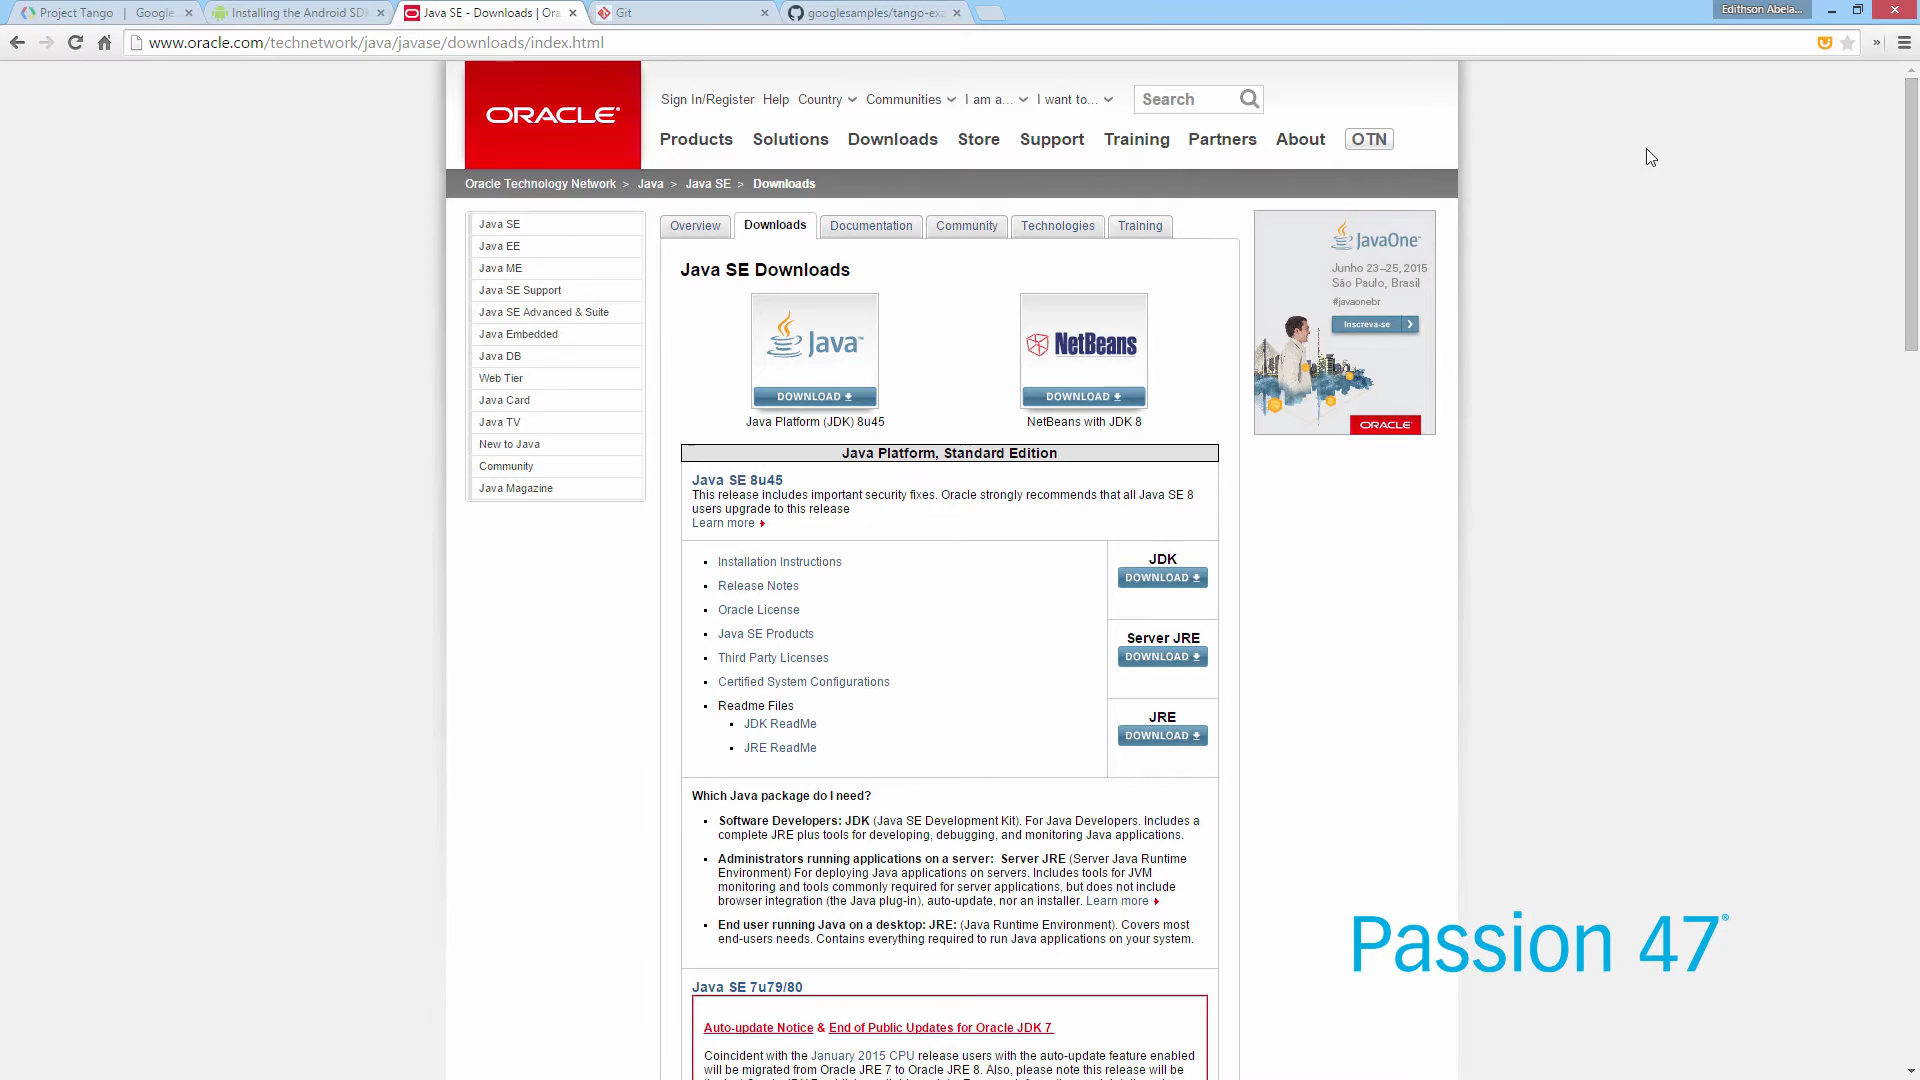 Project Tango | Google
Installing the Android SDK
Java SE - Downloads | Ora
Git
googlesamples/tango-exa
Edithson Abela...
www.oracle.com/technetwork/java/javase/downloads/index.html
ORACLE
Sign In/Register Help Country Communities I am a... I want to... Search
Products Solutions Downloads Store Support Training Partners About OTN
Oracle Technology Network > Java > Java SE > Downloads
Java SE
Java EE
Java ME
Java SE Support
Java SE Advanced & Suite
Java Embedded
Java DB
Web Tier
Java Card
Java TV
New to Java
Community
Java Magazine
Overview Downloads Documentation Community Technologies Training
Java SE Downloads
Java™
DOWNLOAD
Java Platform (JDK) 8u45
NetBeans
DOWNLOAD
NetBeans with JDK 8
Java Platform, Standard Edition
Java SE 8u45
This release includes important security fixes. Oracle strongly recommends that all Java SE 8
users upgrade to this release
Learn more
Installation Instructions
Release Notes
Oracle License
Java SE Products
Third Party Licenses
Certified System Configurations
Readme Files
JDK ReadMe
JRE ReadMe
JDK
DOWNLOAD
Server JRE
DOWNLOAD
JRE
DOWNLOAD
Which Java package do I need?
Software Developers: JDK (Java SE Development Kit). For Java Developers. Includes a
complete JRE plus tools for developing, debugging, and monitoring Java applications.
Administrators running applications on a server: Server JRE (Server Java Runtime
Environment) For deploying Java applications on servers. Includes tools for JVM
monitoring and tools commonly required for server applications, but does not include
browser integration (the Java plug-in), auto-update, nor an installer. Learn more
End user running Java on a desktop: JRE: (Java Runtime Environment). Covers most
end-users needs. Contains everything required to run Java applications on your system.
Java SE 7u79/80
Auto-update Notice & End of Public Updates for Oracle JDK 7
Coincident with the January 2015 CPU release users with the auto-update feature enabled
will be migrated from Oracle JRE 7 to Oracle JRE 8. Also, please note this release will be
JavaOne™
Junho 23–25, 2015
São Paulo, Brasil
#javaonebr
Inscreva-se
ORACLE
Passion 47®